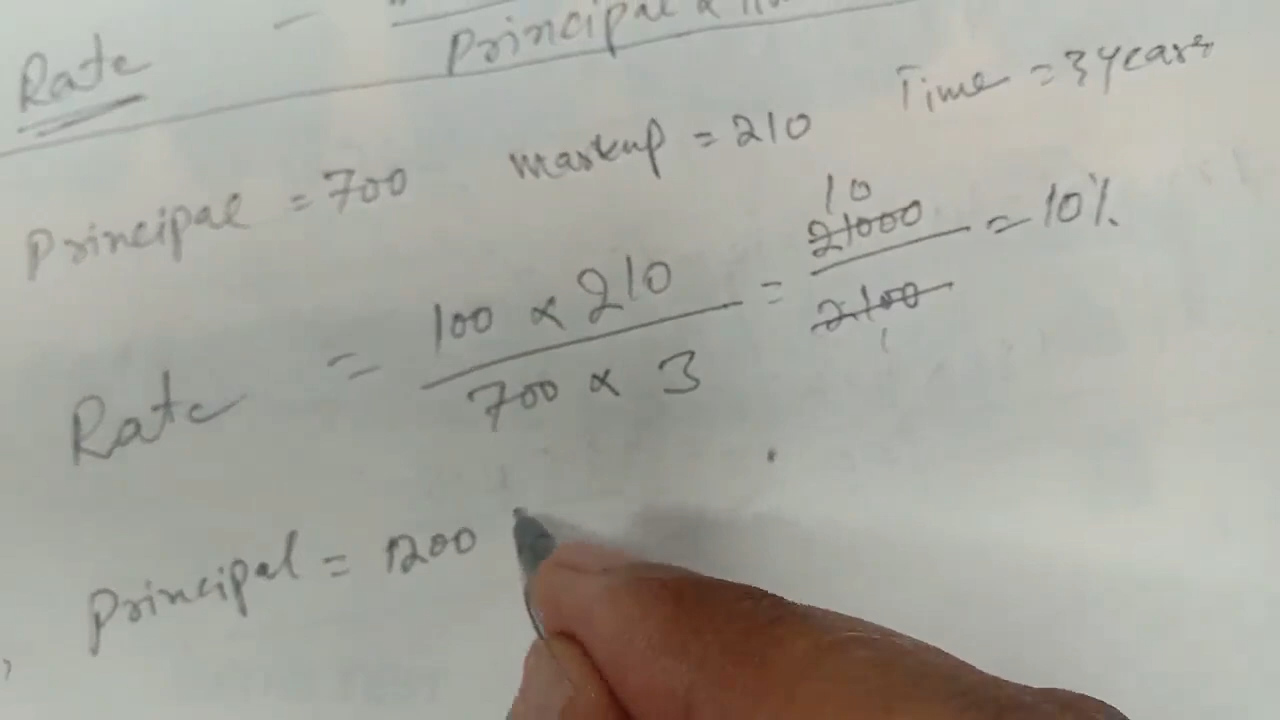 Rate =
Principal x
Principal = 700 markup = 210 Time = 3 years
Rate = 100 x 210 / 700 x 3 = 21000 / 2100 = 10%
10
1
Principal = 1200